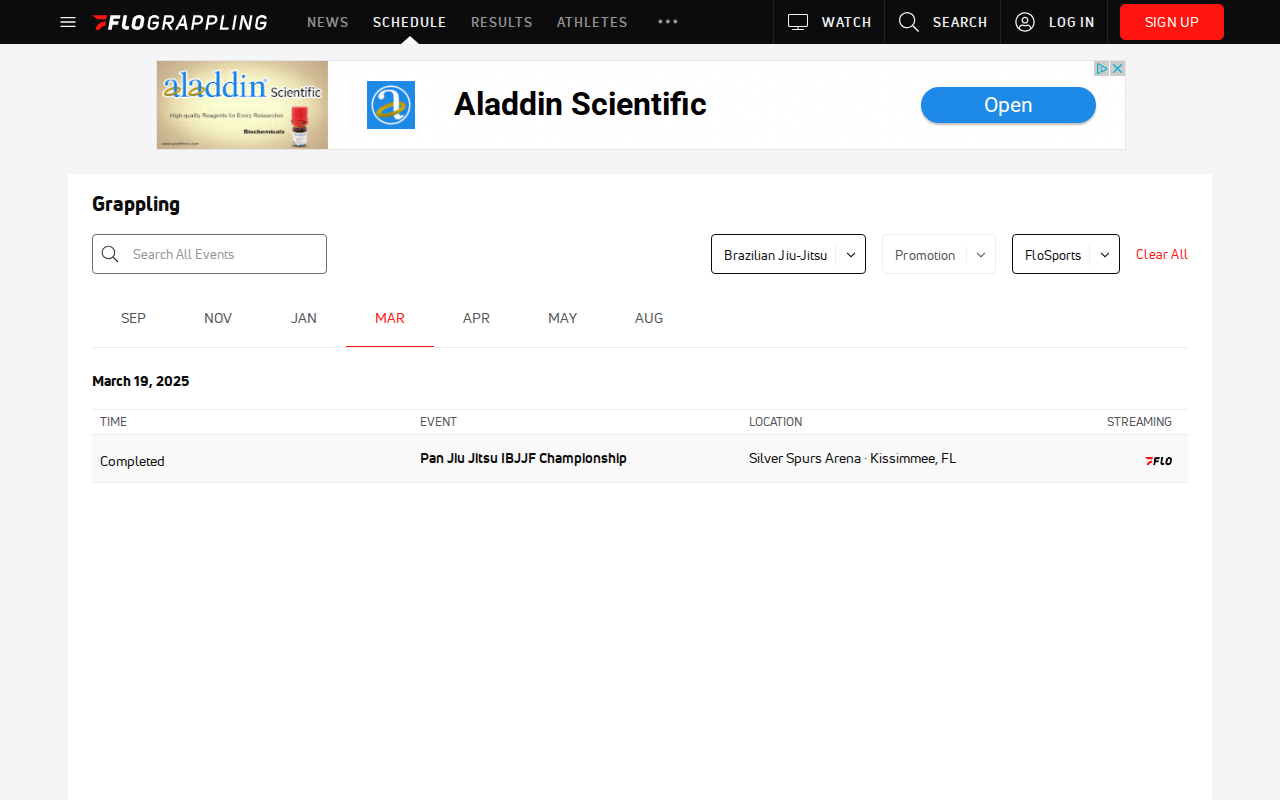 FLOGRAPPLING NEWS SCHEDULE RESULTS ATHLETES ••• WATCH SEARCH LOG IN SIGN UP
aladdin Scientific
High-quality Reagents for Every Researcher.
Biochemicals
Aladdin Scientific
Open
Grappling
Search All Events
Brazilian Jiu-Jitsu Promotion FloSports Clear All
SEP NOV JAN MAR APR MAY AUG
March 19, 2025
TIME EVENT LOCATION STREAMING
Completed Pan Jiu Jitsu IBJJF Championship Silver Spurs Arena · Kissimmee, FL FLO